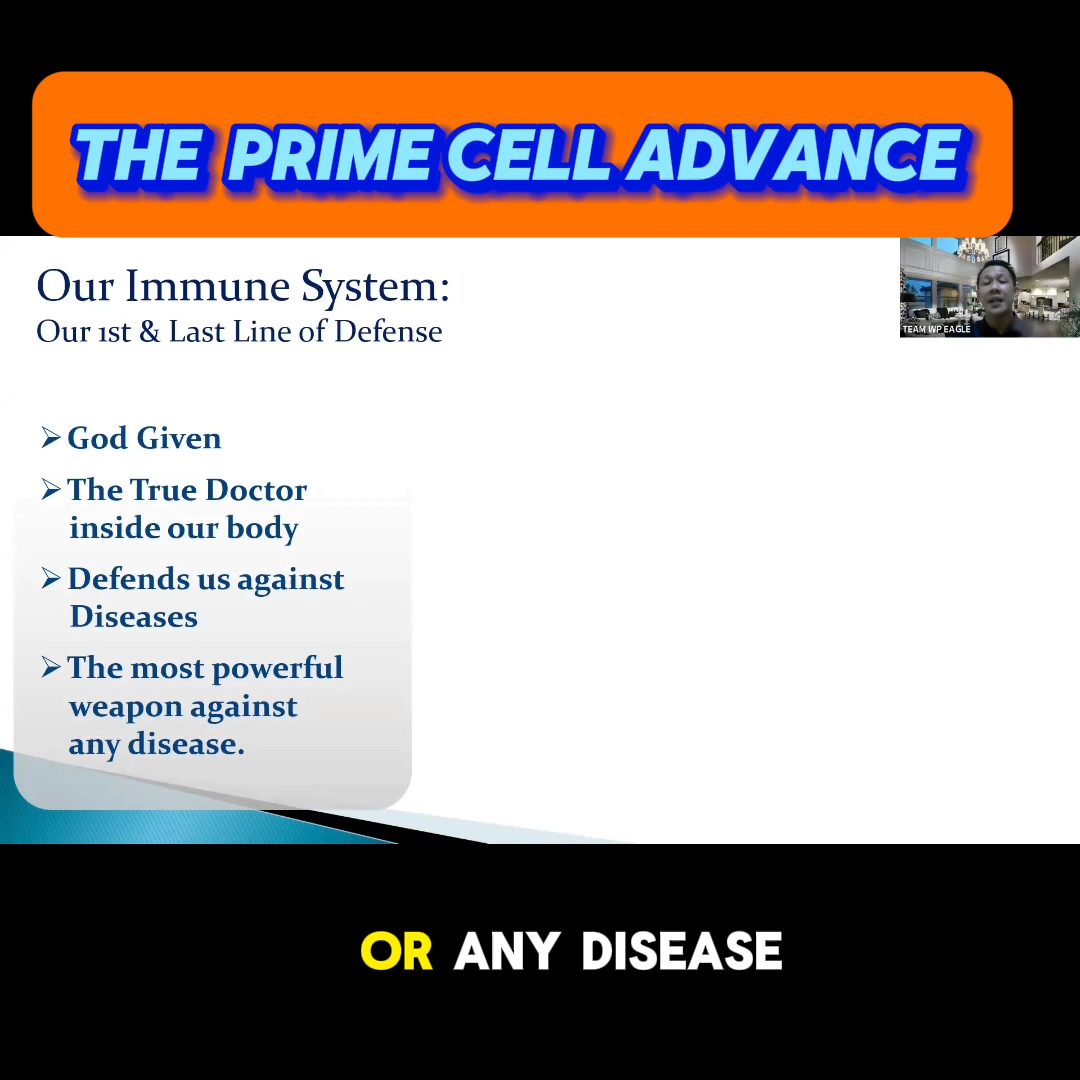 THE PRIME CELL ADVANCE
Our Immune System:
Our 1st & Last Line of Defense
TEAM WP EAGLE
God Given
The True Doctor
inside our body
Defends us against
Diseases
The most powerful
weapon against
any disease.
OR ANY DISEASE